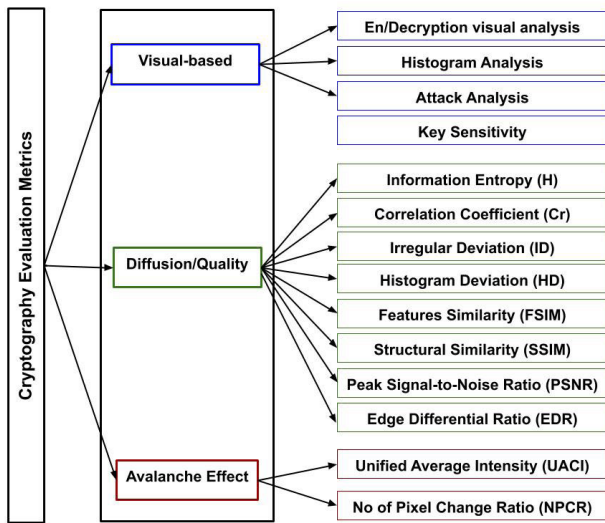 Cryptography Evaluation Metrics
Visual-based
En/Decryption visual analysis
Histogram Analysis
Attack Analysis
Key Sensitivity
Diffusion/Quality
Information Entropy (H)
Correlation Coefficient (Cr)
Irregular Deviation (ID)
Histogram Deviation (HD)
Features Similarity (FSIM)
Structural Similarity (SSIM)
Peak Signal-to-Noise Ratio (PSNR)
Edge Differential Ratio (EDR)
Avalanche Effect
Unified Average Intensity (UACI)
No of Pixel Change Ratio (NPCR)